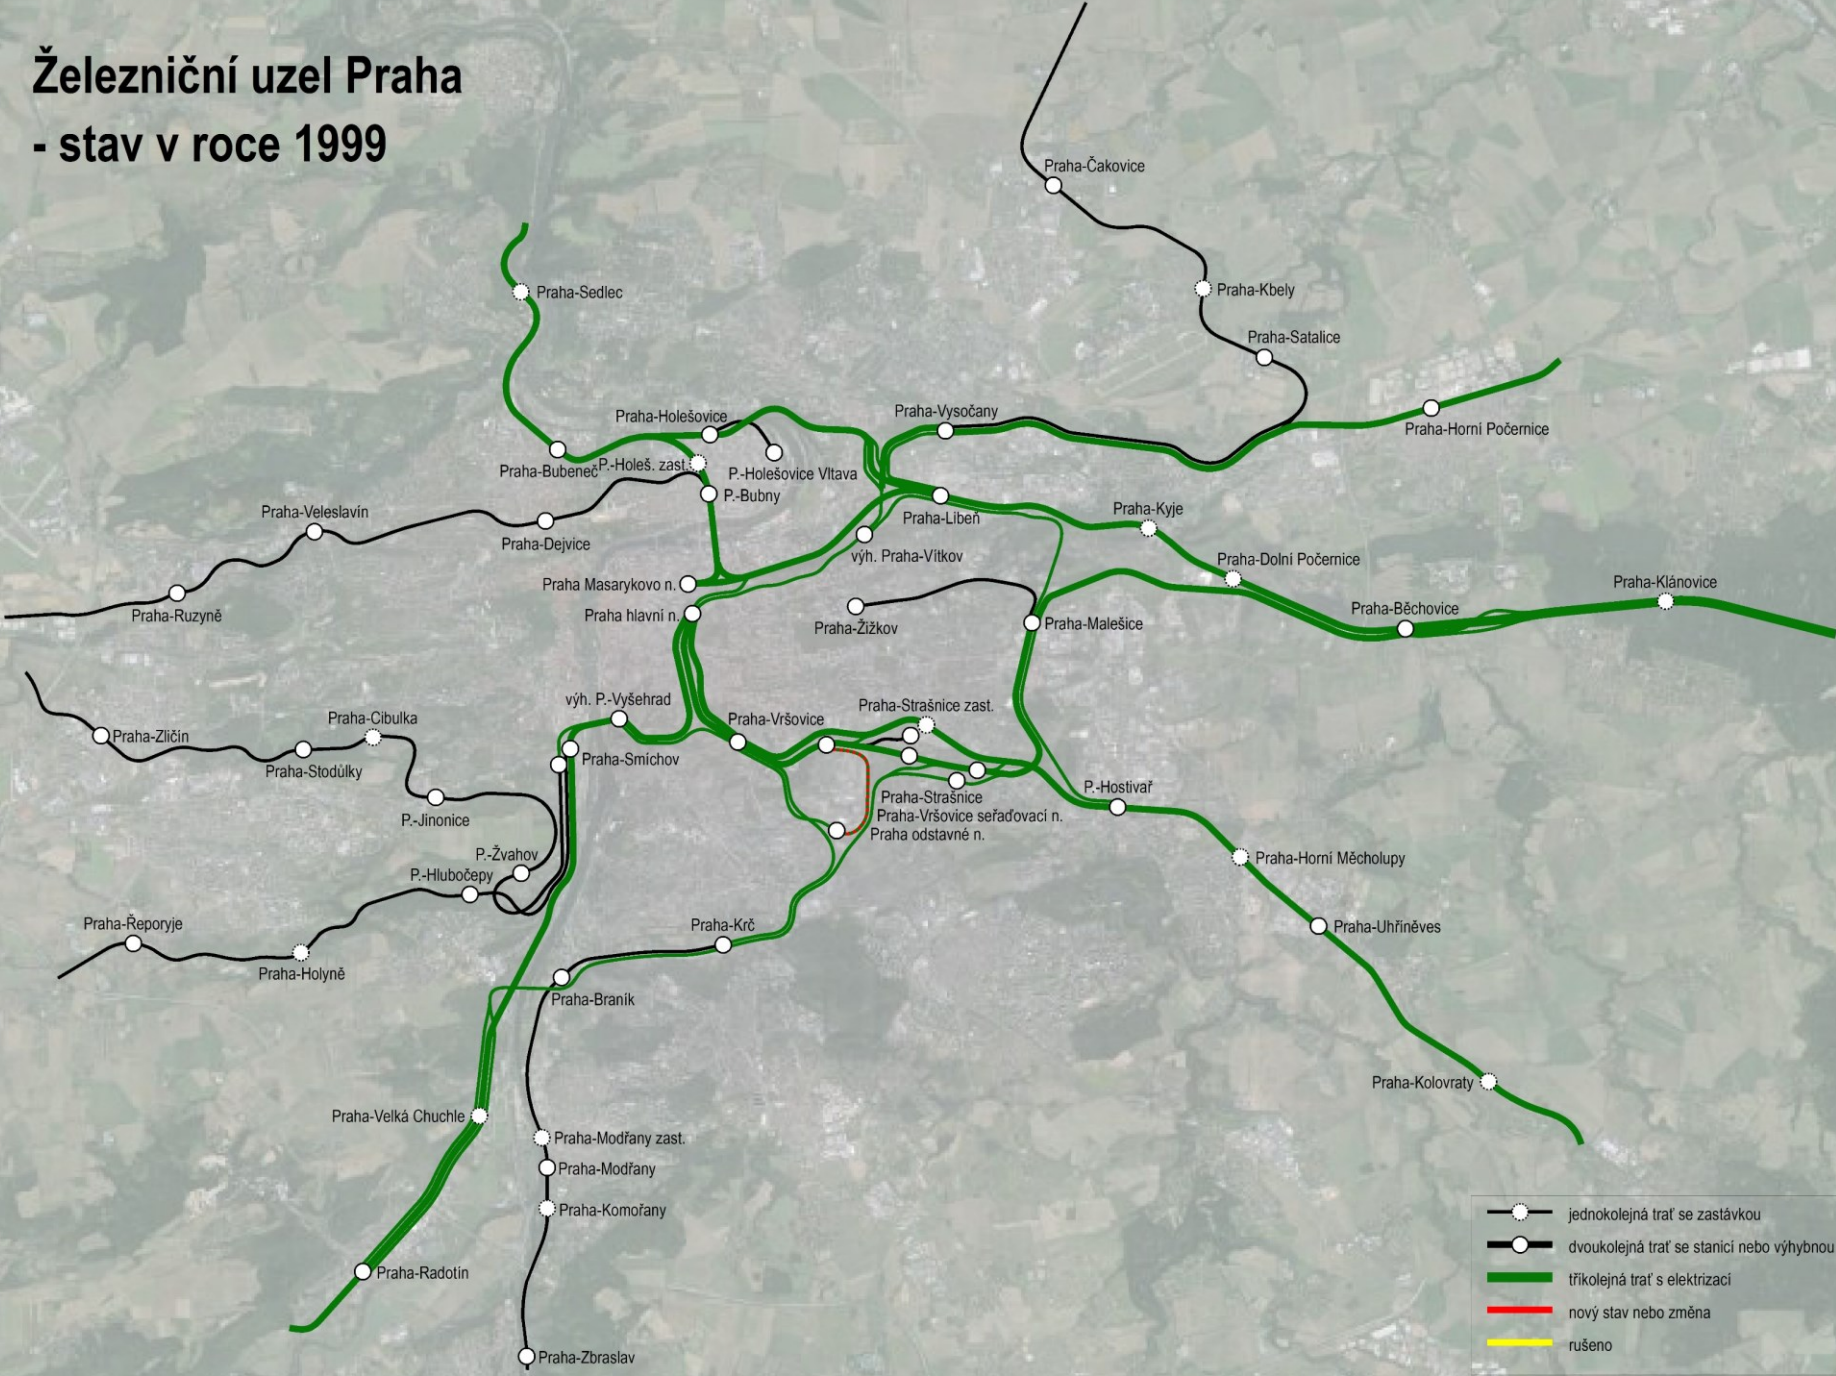 Železniční uzel Praha
- stav v roce 1999
Praha-Čakovice
Praha-Kbely
Praha-Sedlec
Praha-Satalice
Praha-Holešovice
Praha-Vysočany
Praha-Horní Počernice
Praha-Bubeneč
P.-Holeš. zast.
P.-Holešovice Vltava
P.-Bubny
Praha-Veleslavín
Praha-Dejvice
Praha-Libeň
Praha-Kyje
výh. Praha-Vítkov
Praha-Dolní Počernice
Praha Masarykovo n.
Praha-Klánovice
Praha-Ruzyně
Praha hlavní n.
Praha-Žižkov
Praha-Malešice
Praha-Běchovice
výh. P.-Vyšehrad
Praha-Strašnice zast.
Praha-Cibulka
Praha-Vršovice
Praha-Zličín
Praha-Stodůlky
Praha-Smíchov
P.-Jinonice
Praha-Strašnice
P.-Hostivař
Praha-Vršovice seřaďovací n.
Praha odstavné n.
P.-Žvahov
Praha-Horní Měcholupy
P.-Hlubočepy
Praha-Řeporyje
Praha-Krč
Praha-Uhříněves
Praha-Holyně
Praha-Braník
Praha-Kolovraty
Praha-Velká Chuchle
Praha-Modřany zast.
Praha-Modřany
Praha-Komořany
Praha-Radotín
Praha-Zbraslav
jednokolejná trať se zastávkou
dvoukolejná trať se stanicí nebo výhybnou
tříkolejná trať s elektrizací
nový stav nebo změna
rušeno